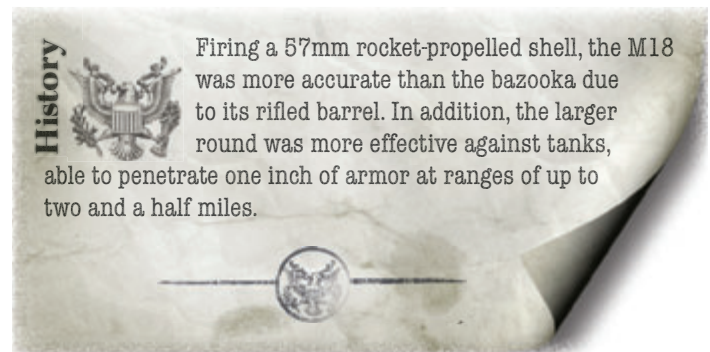 History
Firing a 57mm rocket-propelled shell, the M18
was more accurate than the bazooka due
to its rifled barrel. In addition, the larger
round was more effective against tanks,
able to penetrate one inch of armor at ranges of up to
two and a half miles.